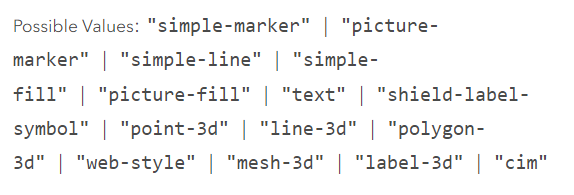 Possible Values: "simple-marker" | "picture-
marker" | "simple-line" | "simple-
fill" | "picture-fill" | "text" | "shield-label-
symbol" | "point-3d" | "line-3d" | "polygon-
3d" | "web-style" | "mesh-3d" | "label-3d" | "cim"